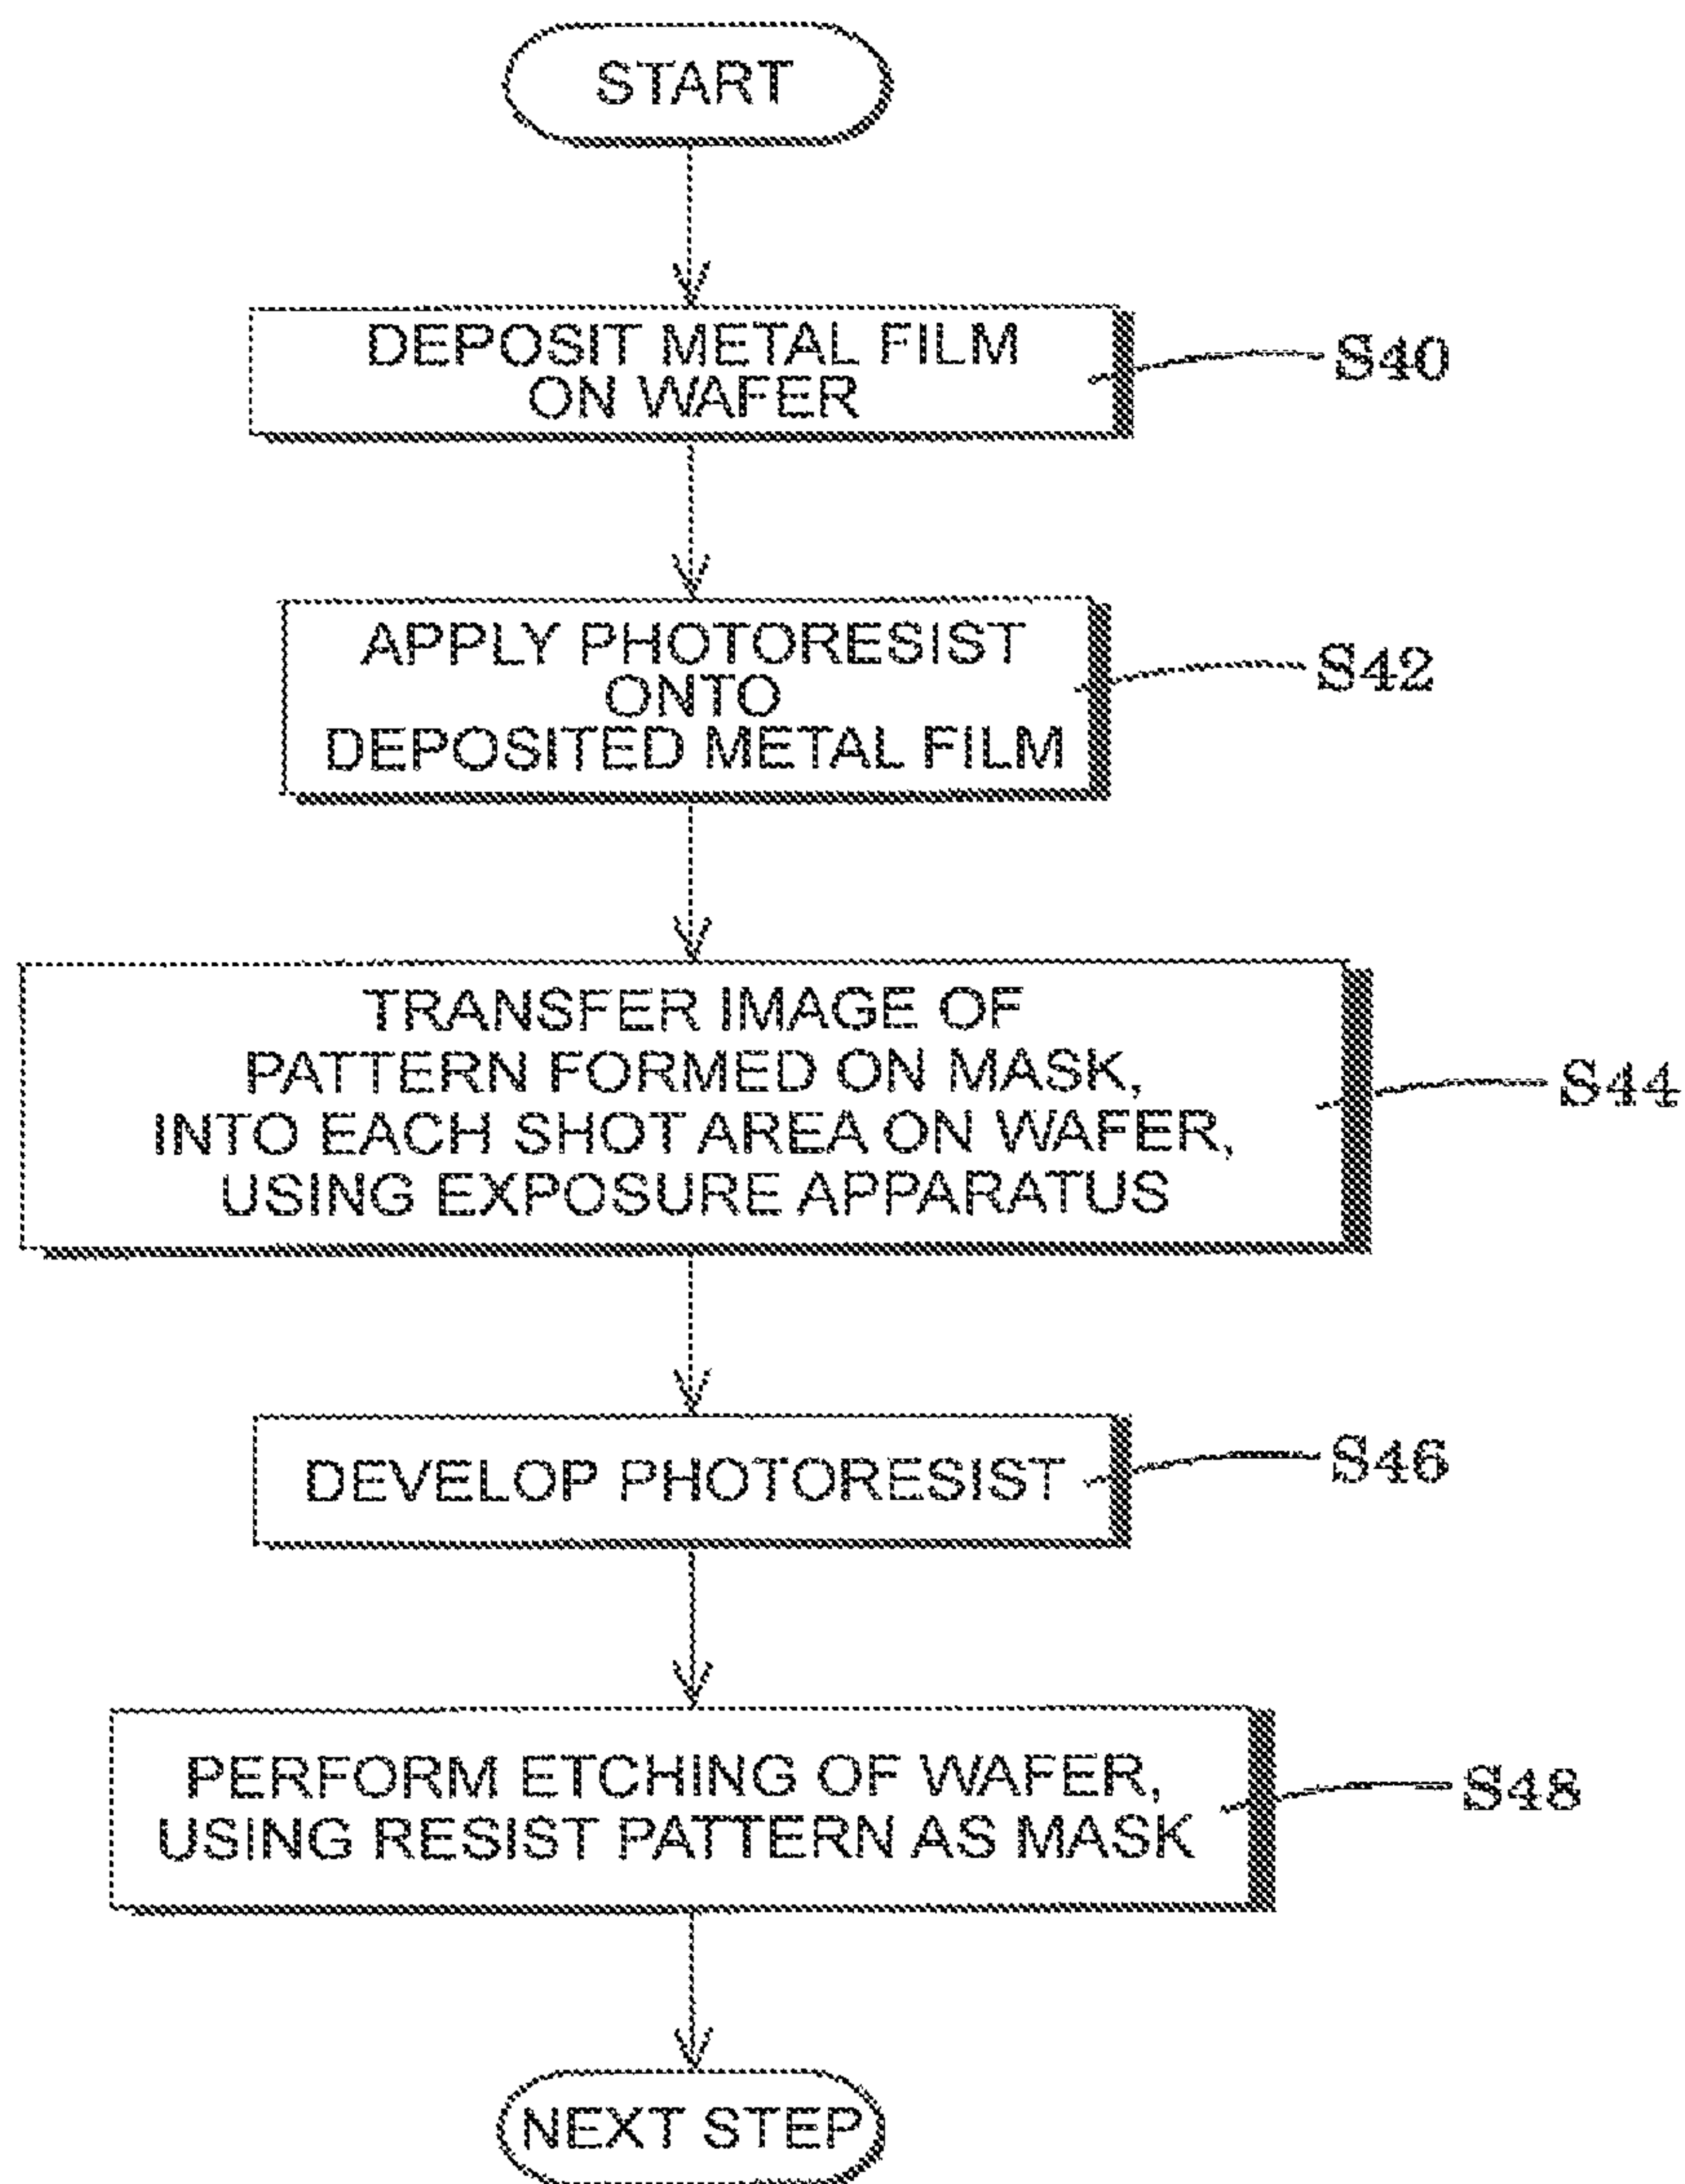 START
DEPOSIT METAL FILM
ON WAFER
S40
APPLY PHOTORESIST
ONTO
DEPOSITED METAL FILM
S42
TRANSFER IMAGE OF
PATTERN FORMED ON MASK,
INTO EACH SHOT AREA ON WAFER,
USING EXPOSURE APPARATUS
S44
DEVELOP PHOTORESIST
S46
PERFORM ETCHING OF WAFER,
USING RESIST PATTERN AS MASK
S48
NEXT STEP